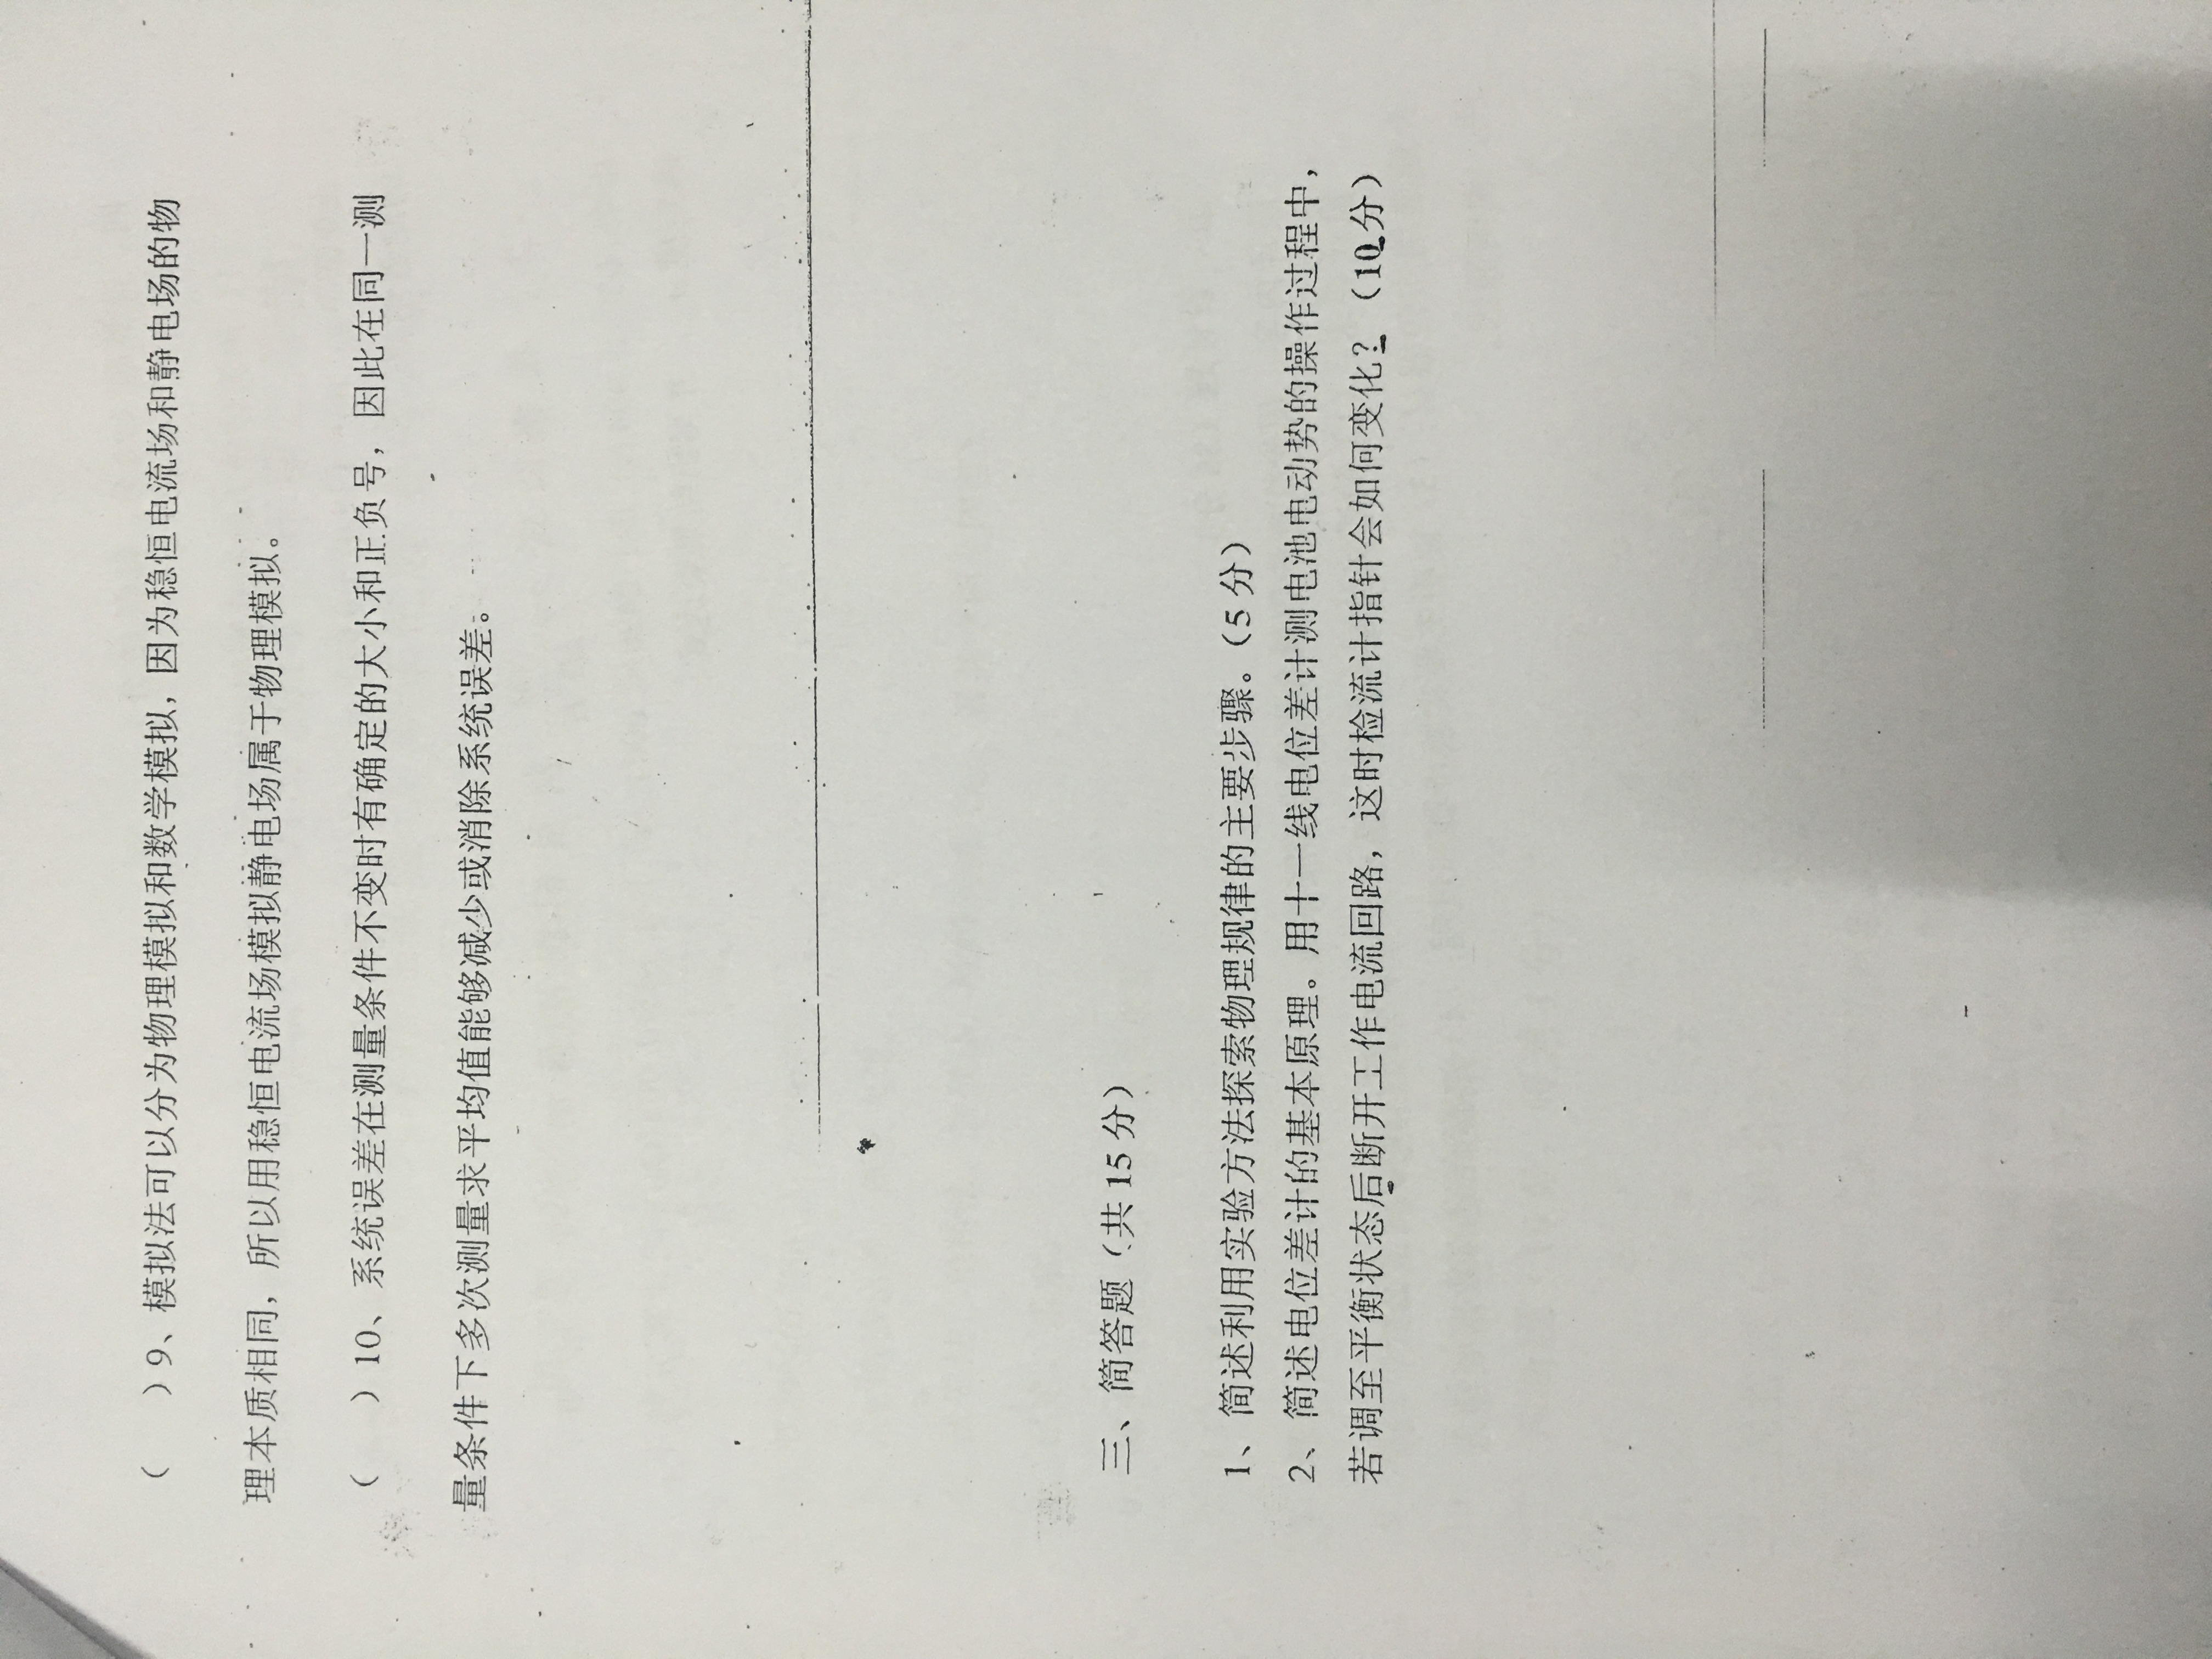 （　）9、模拟法可以分为物理模拟和数学模拟，因为稳恒电流场和静电场的物
理本质相同，所以用稳恒电流场模拟静电场属于物理模拟。
（　）10、系统误差在测量条件不变时有确定的大小和正负号，因此在同一测
量条件下多次测量求平均值能够减少或消除系统误差。
三、简答题（共 15 分）
1、简述利用实验方法探索物理规律的主要步骤。（5 分）
2、简述电位差计的基本原理。用十一线电位差计测电池电动势的操作过程中，
若调至平衡状态后断开工作电流回路，这时检流计指针会如何变化？（10 分）